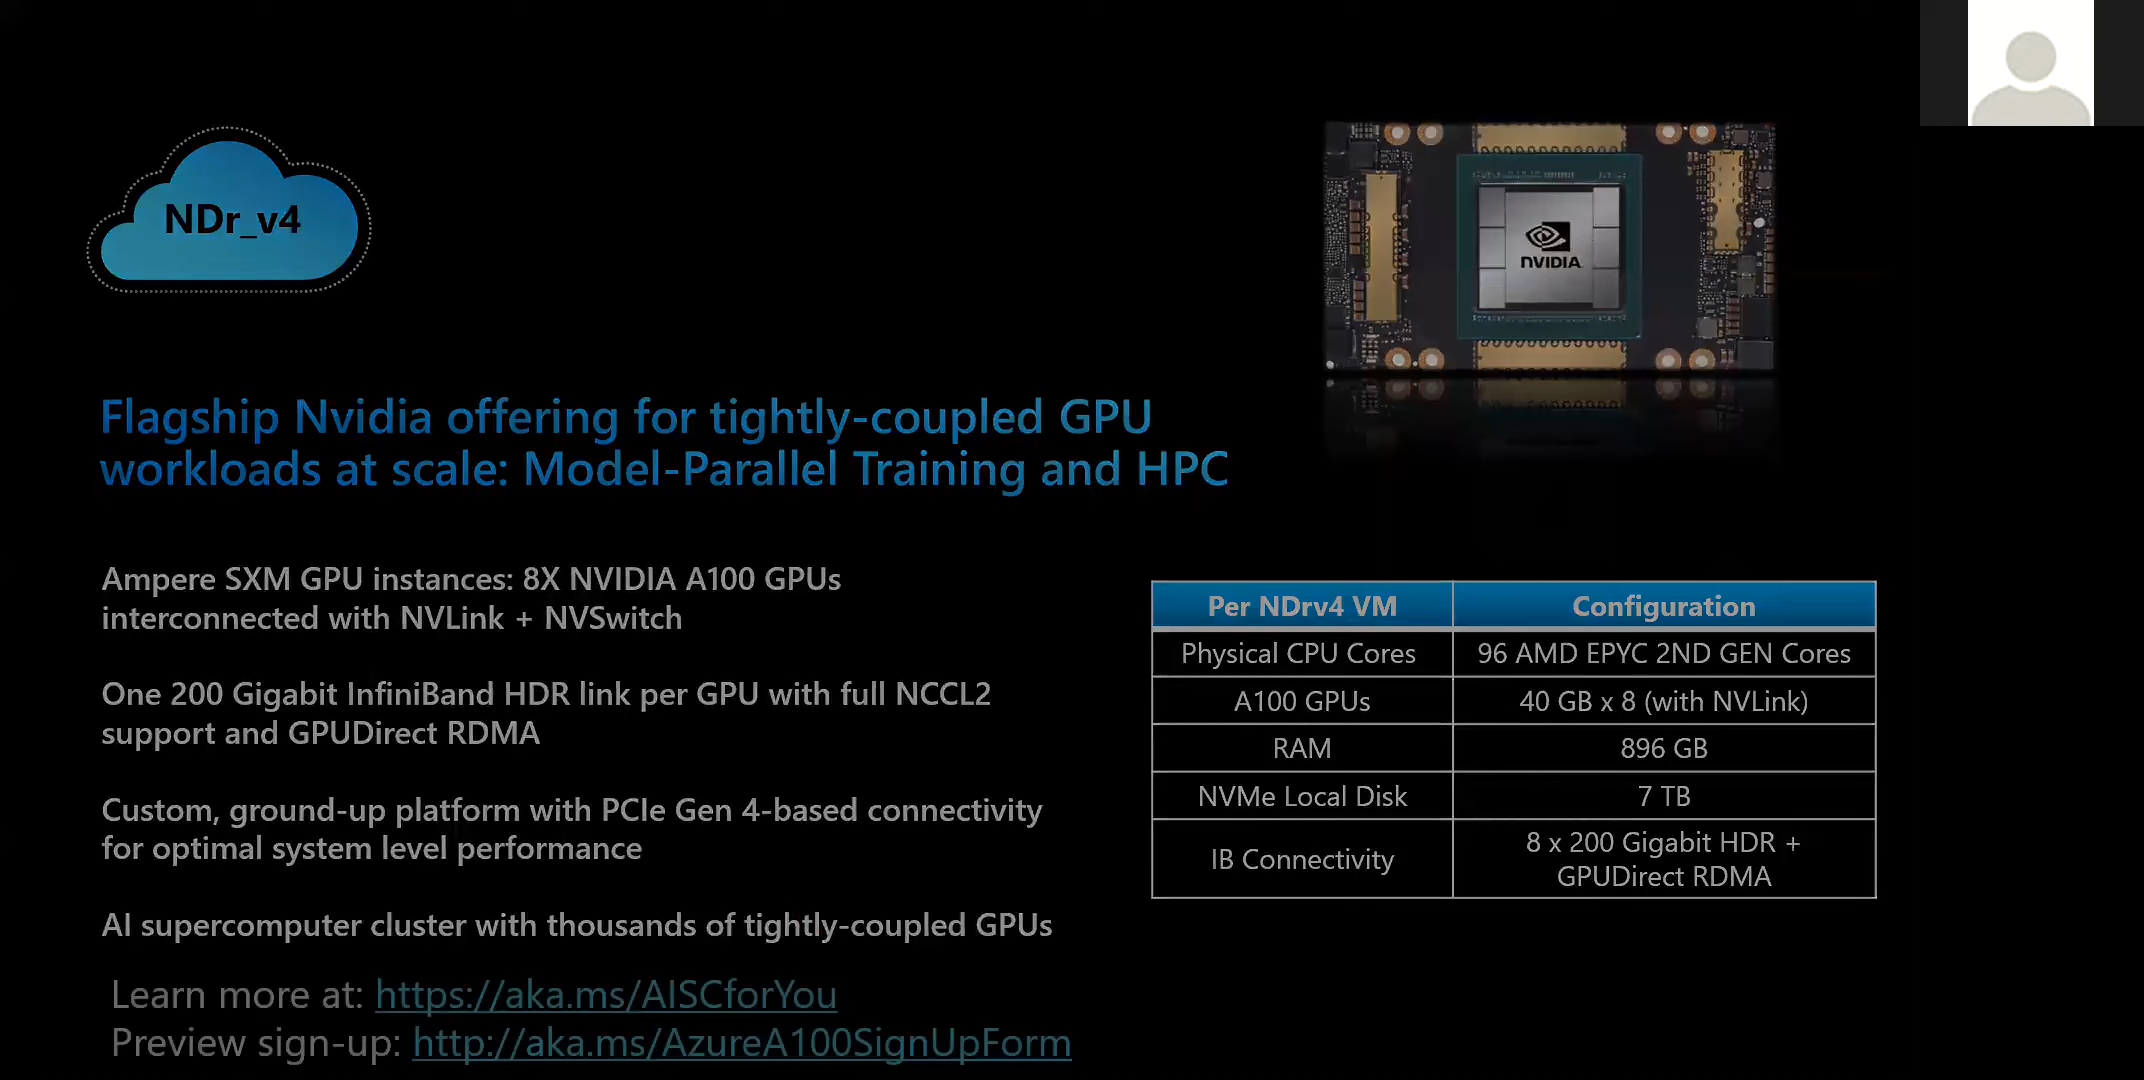 NDr_v4
NVIDIA
Flagship Nvidia offering for tightly-coupled GPU
workloads at scale: Model-Parallel Training and HPC
Ampere SXM GPU instances: 8X NVIDIA A100 GPUs
interconnected with NVLink + NVSwitch
One 200 Gigabit InfiniBand HDR link per GPU with full NCCL2
support and GPUDirect RDMA
Custom, ground-up platform with PCIe Gen 4-based connectivity
for optimal system level performance
AI supercomputer cluster with thousands of tightly-coupled GPUs
Learn more at: https://aka.ms/AISCforYou
Preview sign-up: http://aka.ms/AzureA100SignUpForm
Per NDrv4 VM Configuration
Physical CPU Cores 96 AMD EPYC 2ND GEN Cores
A100 GPUs 40 GB x 8 (with NVLink)
RAM 896 GB
NVMe Local Disk 7 TB
IB Connectivity 8 x 200 Gigabit HDR +
GPUDirect RDMA